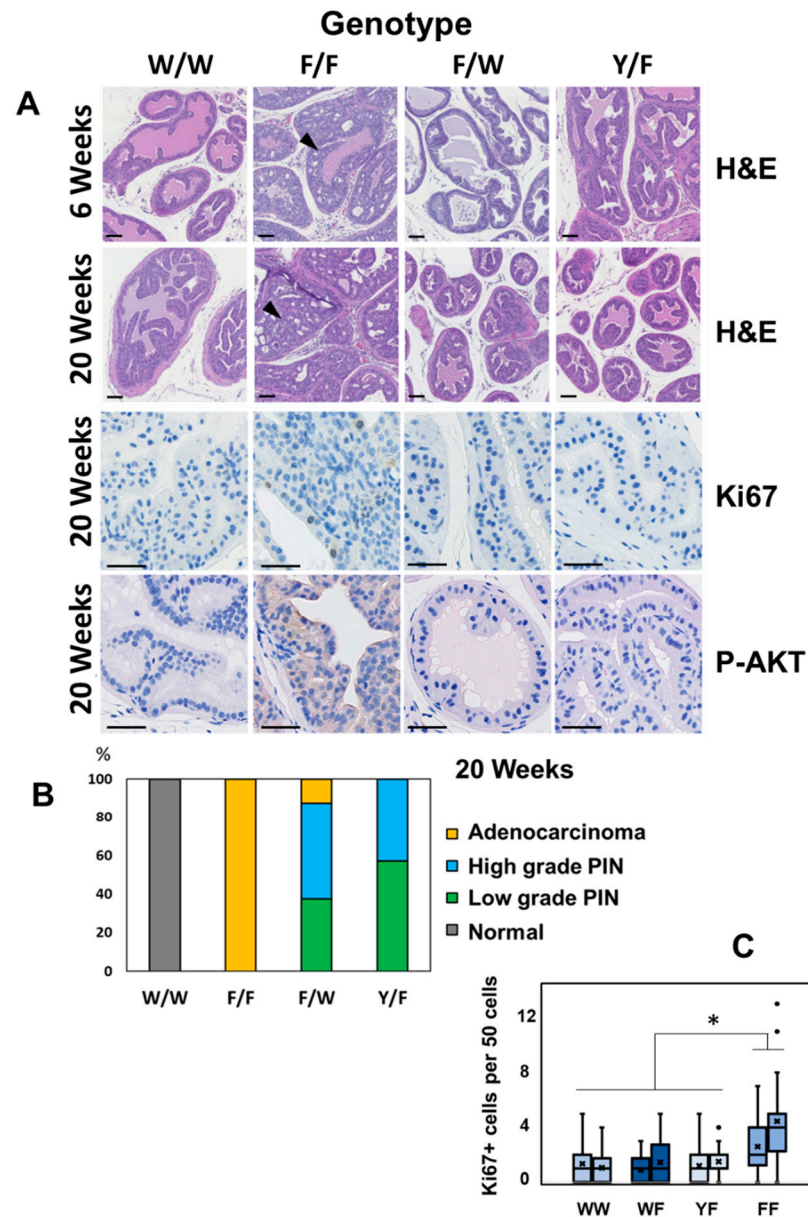 Genotype
W/W F/F F/W Y/F
A
6 Weeks H&E
20 Weeks H&E
20 Weeks Ki67
20 Weeks P-AKT
B
%
20 Weeks
100
80
60
40
20
0
W/W F/F F/W Y/F
Adenocarcinoma
High grade PIN
Low grade PIN
Normal
C
Ki67+ cells per 50 cells
12
8
4
0
*
WW WF YF FF